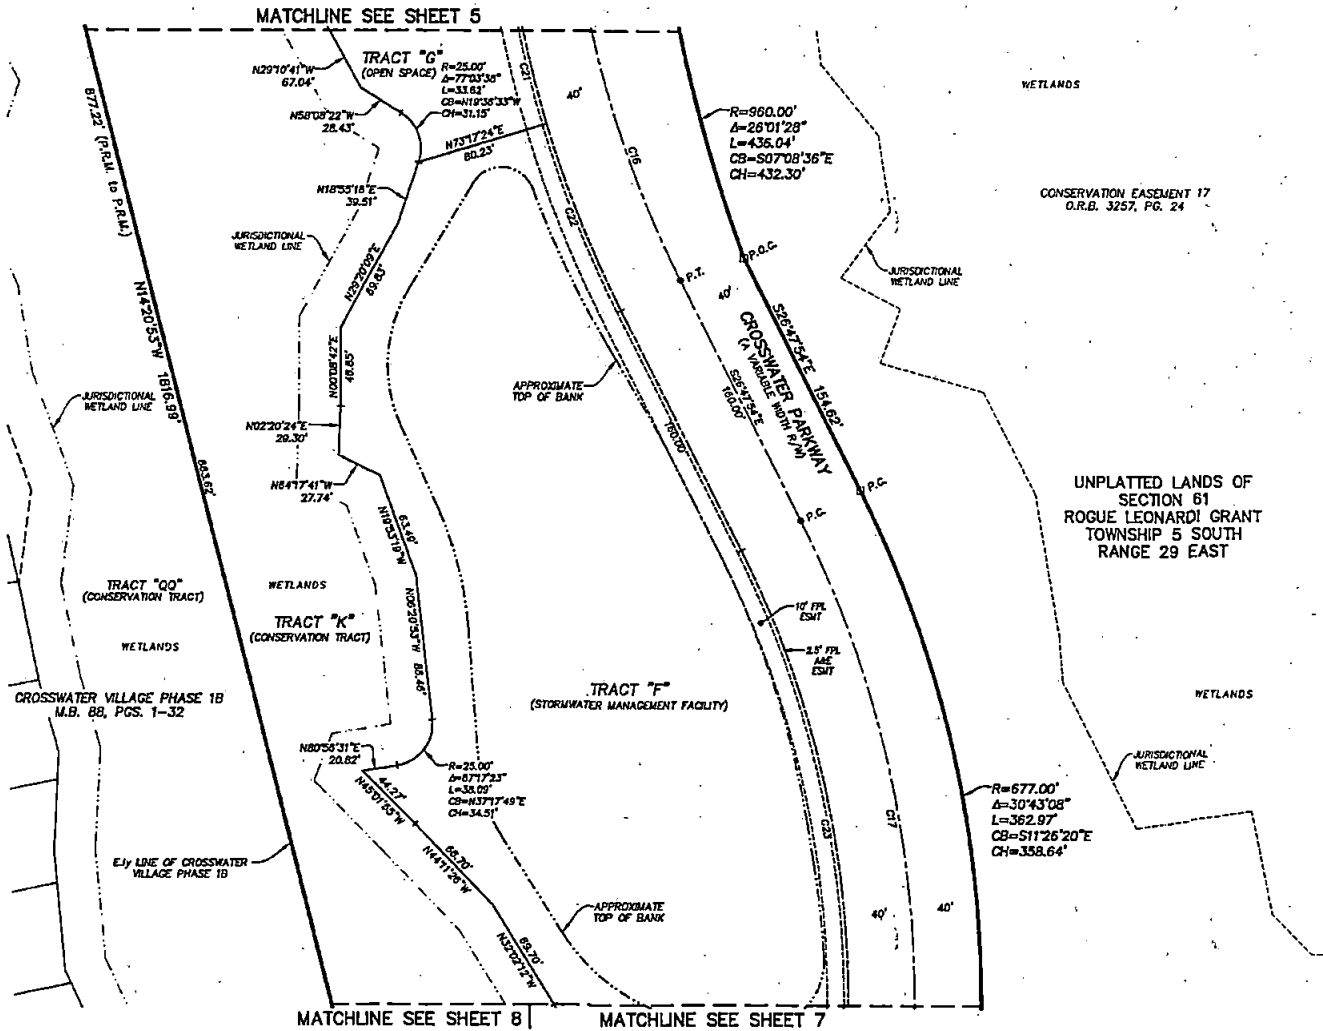 MATCHLINE SEE SHEET 5
TRACT "G"
(OPEN SPACE)
R=25.00'
Δ=77°03'38"
L=33.62'
CB=N19°36'33"W
CH=31.15'
N29°10'41"W
67.04'
N58°08'22"W
28.43'
N73°17'24"E
80.23'
N18°55'18"E
39.51'
JURISDICTIONAL
WETLAND LINE
N29°20'09"E
69.83'
N00°08'42"E
46.85'
N02°20'24"E
29.30'
N64°17'41"W
27.74'
N19°53'19"W
63.49'
N06°20'53"W 88.46'
N80°56'31"E
20.82'
R=25.00'
Δ=87°17'23"
L=38.09'
CB=N37°17'49"E
CH=34.51'
44.27'
N45°01'55"W
68.70'
N44°11'26"W
69.70'
N32°02'12"W
877.22' (P.R.M. to P.R.M.)
N14°20'53"W 1816.99'
883.62'
JURISDICTIONAL
WETLAND LINE
TRACT "QQ"
(CONSERVATION TRACT)
WETLANDS
CROSSWATER VILLAGE PHASE 1B
M.B. 88, PGS. 1-32
WETLANDS
TRACT "K"
(CONSERVATION TRACT)
E.ly LINE OF CROSSWATER
VILLAGE PHASE 1B
APPROXIMATE
TOP OF BANK
TRACT "F"
(STORMWATER MANAGEMENT FACILITY)
APPROXIMATE
TOP OF BANK
C21
C22
160.00'
C23
10' FPL
ESMT
2.5' FPL
A&E
ESMT
C16
40'
P.T.
40'
CROSSWATER PARKWAY
(A VARIABLE WIDTH R/W)
S26°47'54"E
160.00'
P.C.
C17
40'
40'
R=960.00'
Δ=26°01'28"
L=436.04'
CB=S07°08'36"E
CH=432.30'
P.O.C.
S26°47'54"E 154.62'
P.C.
WETLANDS
CONSERVATION EASEMENT 17
O.R.B. 3257, PG. 24
JURISDICTIONAL
WETLAND LINE
UNPLATTED LANDS OF
SECTION 61
ROGUE LEONARDI GRANT
TOWNSHIP 5 SOUTH
RANGE 29 EAST
WETLANDS
JURISDICTIONAL
WETLAND LINE
R=677.00'
Δ=30°43'08"
L=362.97'
CB=S11°26'20"E
CH=358.64'
MATCHLINE SEE SHEET 8
MATCHLINE SEE SHEET 7